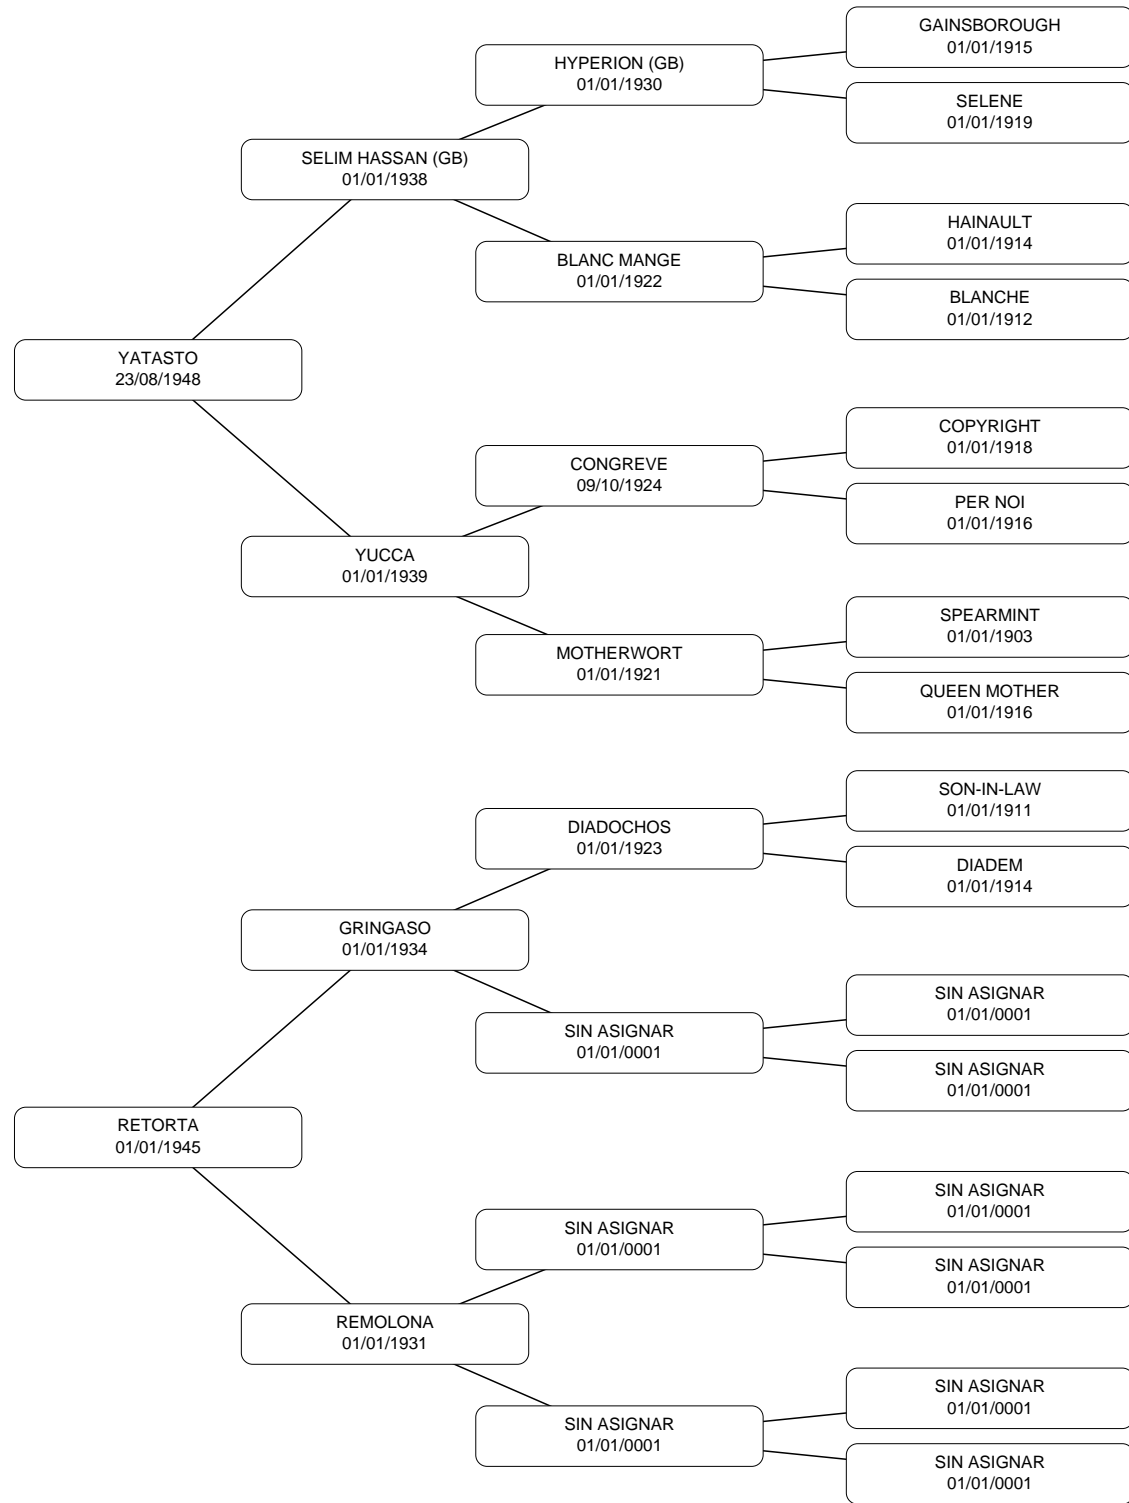 GAINSBOROUGH
01/01/1915
HYPERION (GB)
01/01/1930
SELENE
01/01/1919
SELIM HASSAN (GB)
01/01/1938
HAINAULT
01/01/1914
BLANC MANGE
01/01/1922
BLANCHE
01/01/1912
YATASTO
23/08/1948
COPYRIGHT
01/01/1918
CONGREVE
09/10/1924
PER NOI
01/01/1916
YUCCA
01/01/1939
SPEARMINT
01/01/1903
MOTHERWORT
01/01/1921
QUEEN MOTHER
01/01/1916
SON-IN-LAW
01/01/1911
DIADOCHOS
01/01/1923
DIADEM
01/01/1914
GRINGASO
01/01/1934
SIN ASIGNAR
01/01/0001
SIN ASIGNAR
01/01/0001
SIN ASIGNAR
01/01/0001
RETORTA
01/01/1945
SIN ASIGNAR
01/01/0001
SIN ASIGNAR
01/01/0001
SIN ASIGNAR
01/01/0001
REMOLONA
01/01/1931
SIN ASIGNAR
01/01/0001
SIN ASIGNAR
01/01/0001
SIN ASIGNAR
01/01/0001